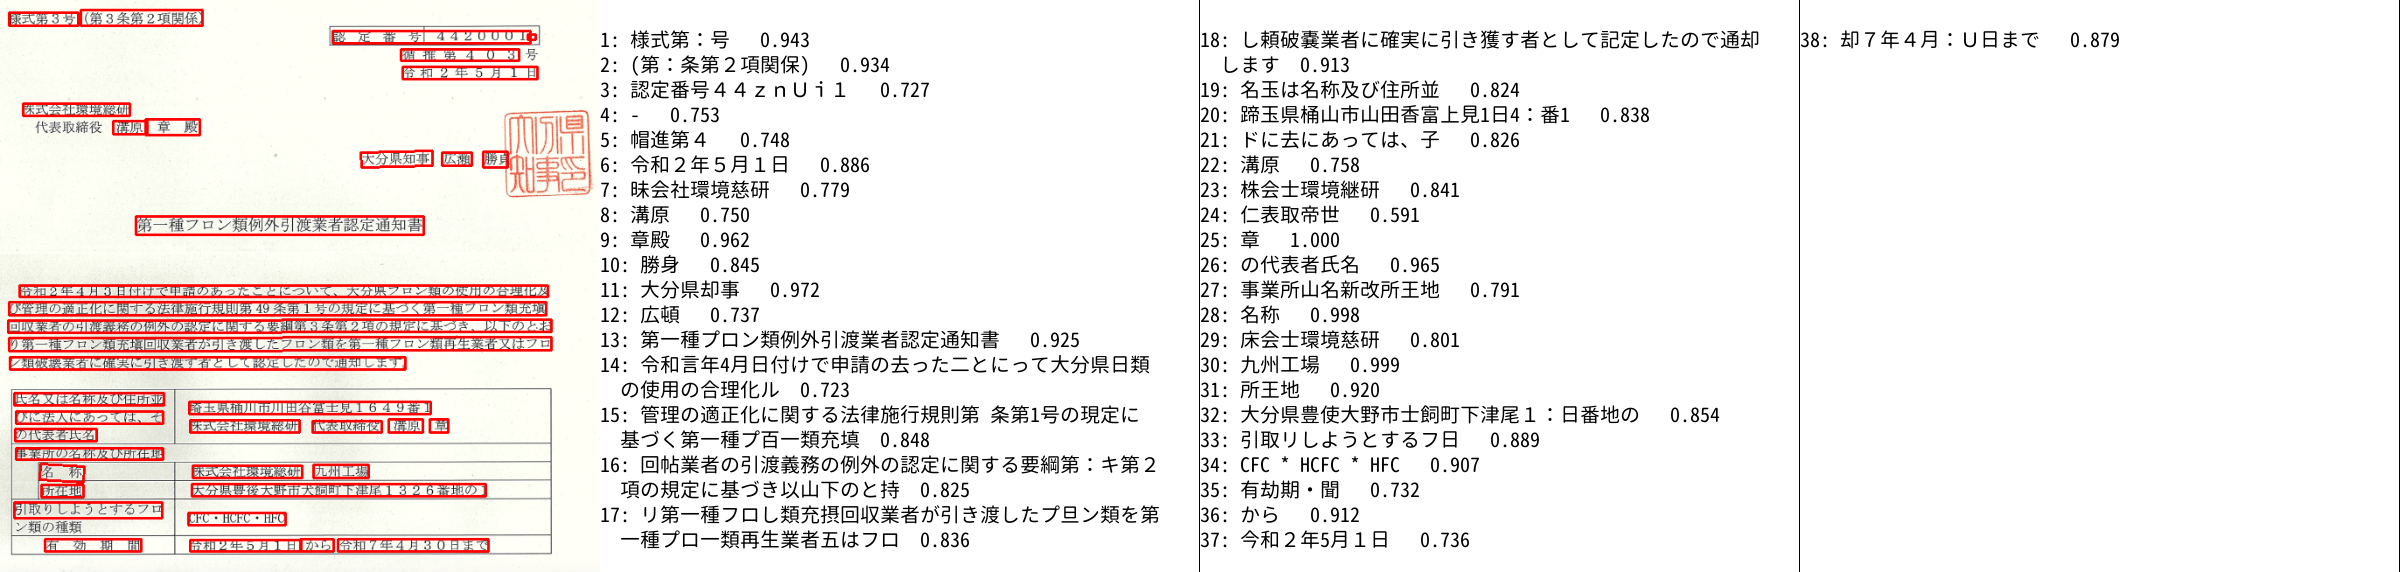 様式第3号(第3条第2項関係)
認定番号 4420001
循推第403号
令和2年5月1日
株式会社環境総研
代表取締役 溝原 章 殿
大分県知事 広瀬 勝貞
第一種フロン類例外引渡業者認定通知書
令和2年4月3日付けで申請のあったことについて、大分県フロン類の使用の合理化及
び管理の適正化に関する法律施行規則第49条第1号の規定に基づく第一種フロン類充填
回収業者の引渡義務の例外の認定に関する要綱第3条第2項の規定に基づき、以下のとお
り第一種フロン類充填回収業者が引き渡したフロン類を第一種フロン類再生業者又はフロ
ン類破壊業者に確実に引き渡す者として認定したので通知します
氏名又は名称及び住所並
びに法人にあっては、そ
の代表者氏名
埼玉県桶川市川田谷富士見1649番1
株式会社環境総研 代表取締役 溝原 章
事業所の名称及び所在地
名 称 株式会社環境総研 九州工場
所在地 大分県豊後大野市犬飼町下津尾1326番地の1
引取りしようとするフロ
ン類の種類
CFC・HCFC・HFC
有 効 期 間 令和2年5月1日から 令和7年4月30日まで
1: 様式第:号 0.943
2: (第:条第2項関保) 0.934
3: 認定番号44znUi1 0.727
4: - 0.753
5: 帽進第4 0.748
6: 令和2年5月1日 0.886
7: 昧会社環境慈研 0.779
8: 溝原 0.750
9: 章殿 0.962
10: 勝身 0.845
11: 大分県却事 0.972
12: 広頓 0.737
13: 第一種プロン類例外引渡業者認定通知書 0.925
14: 令和言年4月日付けで申請の去った二とにって大分県日類
の使用の合理化ル 0.723
15: 管理の適正化に関する法律施行規則第 条第1号の現定に
基づく第一種プ百一類充填 0.848
16: 回帖業者の引渡義務の例外の認定に関する要綱第:キ第2
項の規定に基づき以山下のと持 0.825
17: リ第一種フロし類充摂回収業者が引き渡したプ旦ン類を第
一種プロ一類再生業者五はフロ 0.836
18: し頼破嚢業者に確実に引き獲す者として記定したので通却
します 0.913
19: 名玉は名称及び住所並 0.824
20: 蹄玉県桶山市山田香富上見1日4:番1 0.838
21: ドに去にあっては、子 0.826
22: 溝原 0.758
23: 株会士環境継研 0.841
24: 仁表取帝世 0.591
25: 章 1.000
26: の代表者氏名 0.965
27: 事業所山名新改所王地 0.791
28: 名称 0.998
29: 床会士環境慈研 0.801
30: 九州工場 0.999
31: 所王地 0.920
32: 大分県豊使大野市士飼町下津尾1:日番地の 0.854
33: 引取リしようとするフ日 0.889
34: CFC * HCFC * HFC 0.907
35: 有劫期・聞 0.732
36: から 0.912
37: 令和2年5月1日 0.736
38: 却7年4月:U日まで 0.879